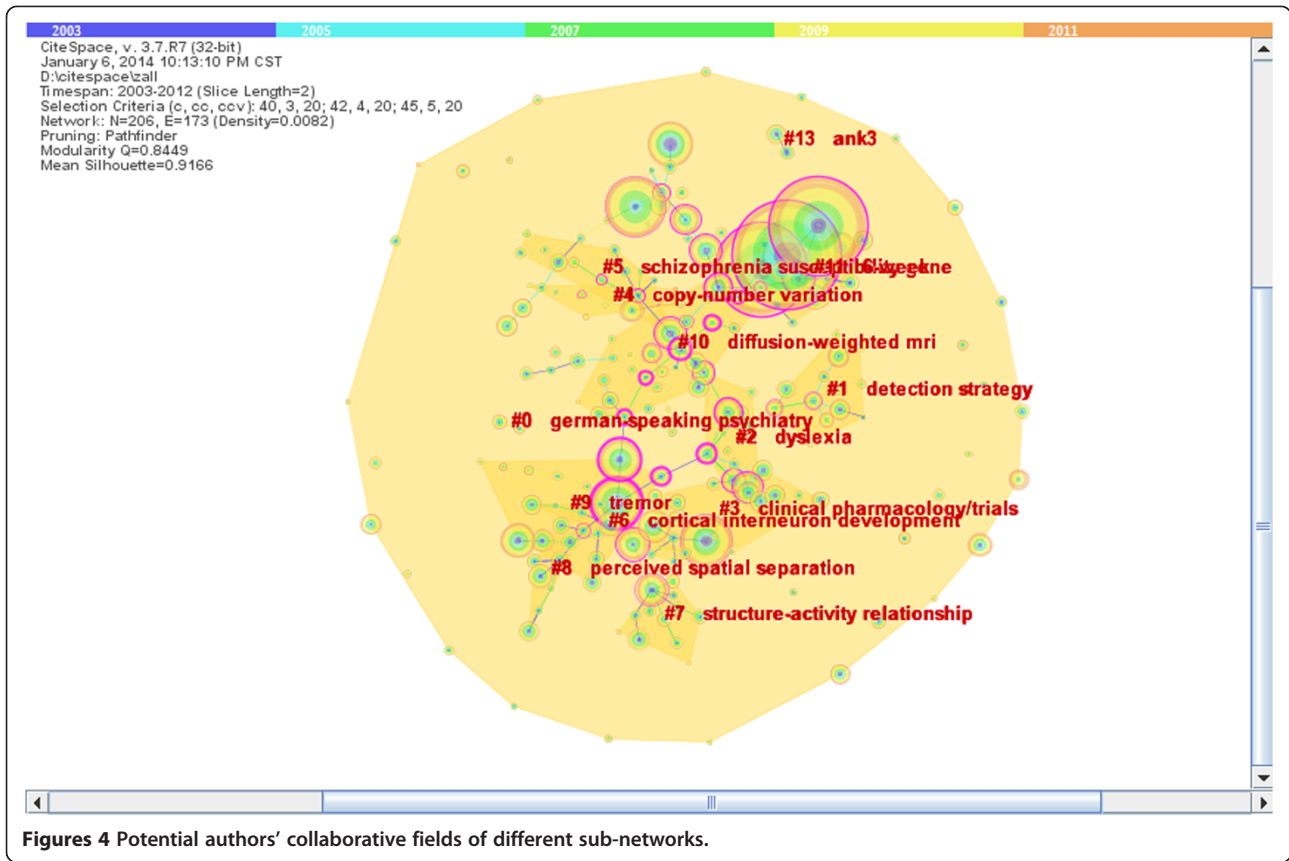 2003 2005 2007 2009 2011
CiteSpace, v. 3.7.R7 (32-bit)
January 6, 2014 10:13:10 PM CST
D:\citespace\zall
Timespan: 2003-2012 (Slice Length=2)
Selection Criteria (c, cc, ccv): 40, 3, 20; 42, 4, 20; 45, 5, 20
Network: N=206, E=173 (Density=0.0082)
Pruning: Pathfinder
Modularity Q=0.8449
Mean Silhouette=0.9166
#13 ank3
#5 schizophrenia susceptibility gene
#11 6-week
#4 copy-number variation
#10 diffusion-weighted mri
#1 detection strategy
#0 german-speaking psychiatry
#2 dyslexia
#9 tremor
#3 clinical pharmacology/trials
#6 cortical interneuron development
#8 perceived spatial separation
#7 structure-activity relationship
Figures 4 Potential authors' collaborative fields of different sub-networks.